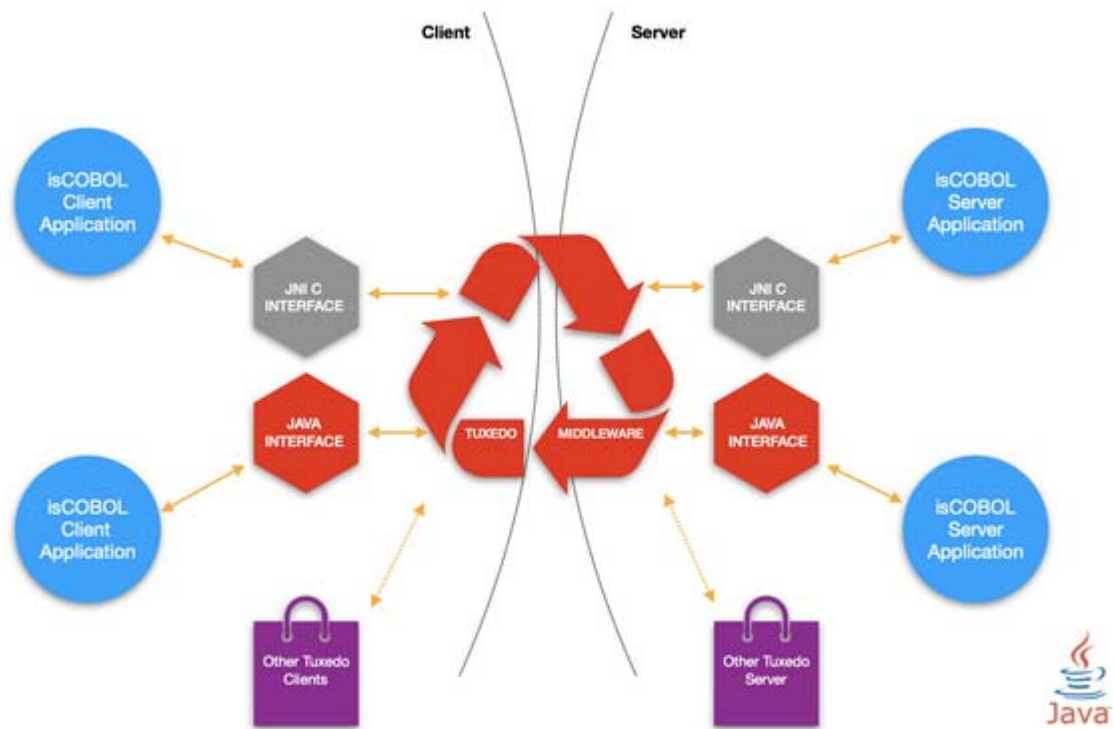 Client
Server
isCOBOL
Client
Application
isCOBOL
Server
Application
JNI C
INTERFACE
JNI C
INTERFACE
JAVA
INTERFACE
TUXEDO
MIDDLEWARE
JAVA
INTERFACE
isCOBOL
Client
Application
isCOBOL
Server
Application
Other Tuxedo
Clients
Other Tuxedo
Server
Java